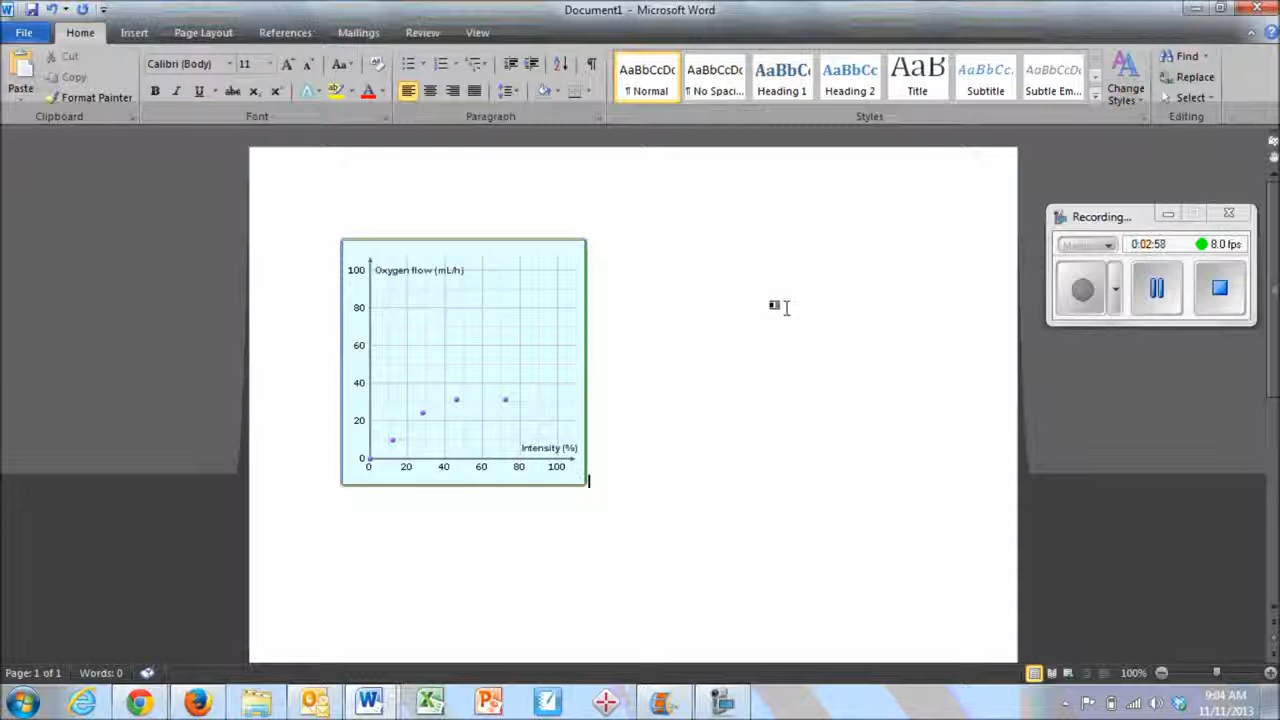 Document1 - Microsoft Word
File Home Insert Page Layout References Mailings Review View
Paste
Cut
Copy
Format Painter
Clipboard
Calibri (Body) 11
Font
Paragraph
AaBbCcDc AaBbCcDc AaBbC AaBbCc AaB AaBbCc. AaBbCcDc
¶ Normal ¶ No Spaci... Heading 1 Heading 2 Title Subtitle Subtle Em...
Change Styles
Styles
Find
Replace
Select
Editing
Recording...
0:02:58 8.0 fps
Oxygen flow (mL/h)
100
80
60
40
20
0
Intensity (%)
0 20 40 60 80 100
Page: 1 of 1 Words: 0 100%
9:04 AM
11/11/2013